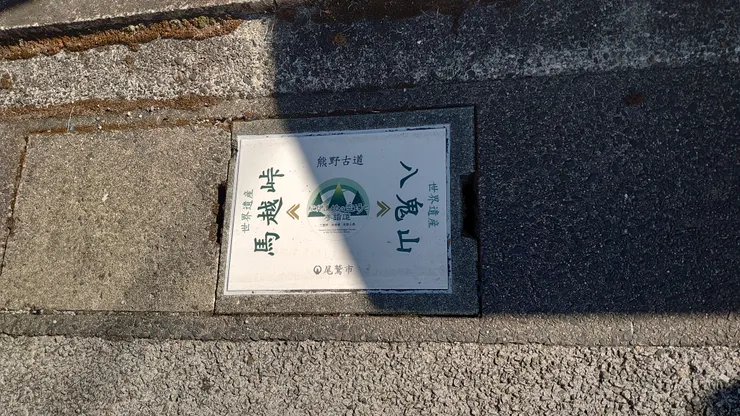 熊野古道
世界遺産
八鬼山
世界遺産
馬越峠
尾鷲市